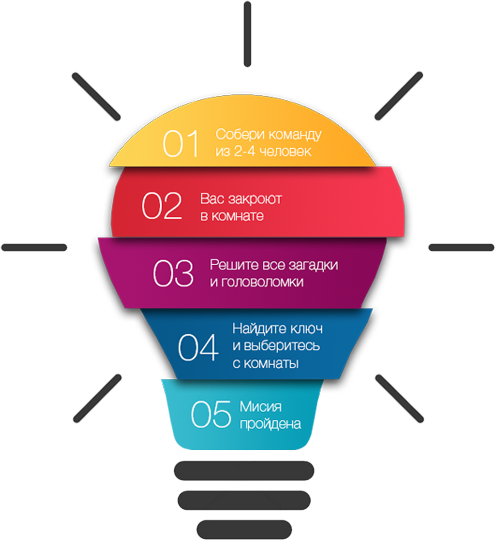 01 Собери команду
из 2-4 человек
02 Вас закроют
в комнате
03 Решите все загадки
и головоломки
04 Найдите ключ
и выберитесь
с комнаты
05 Мисия
пройдена